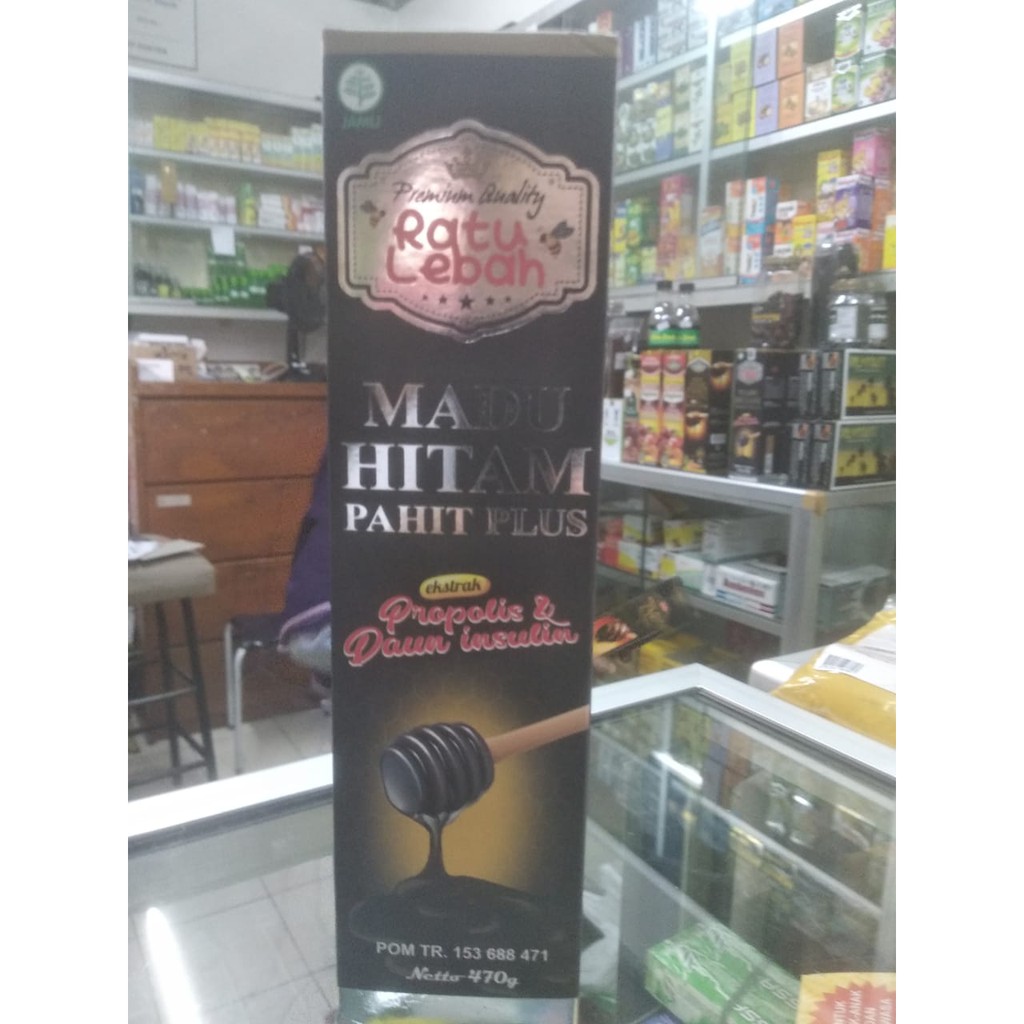 JAMU
Premium Quality
Ratu
Lebah
MADU
HITAM
PAHIT PLUS
ekstrak
Propolis &
Daun insulin
POM TR. 153 688 471
Netto 470g